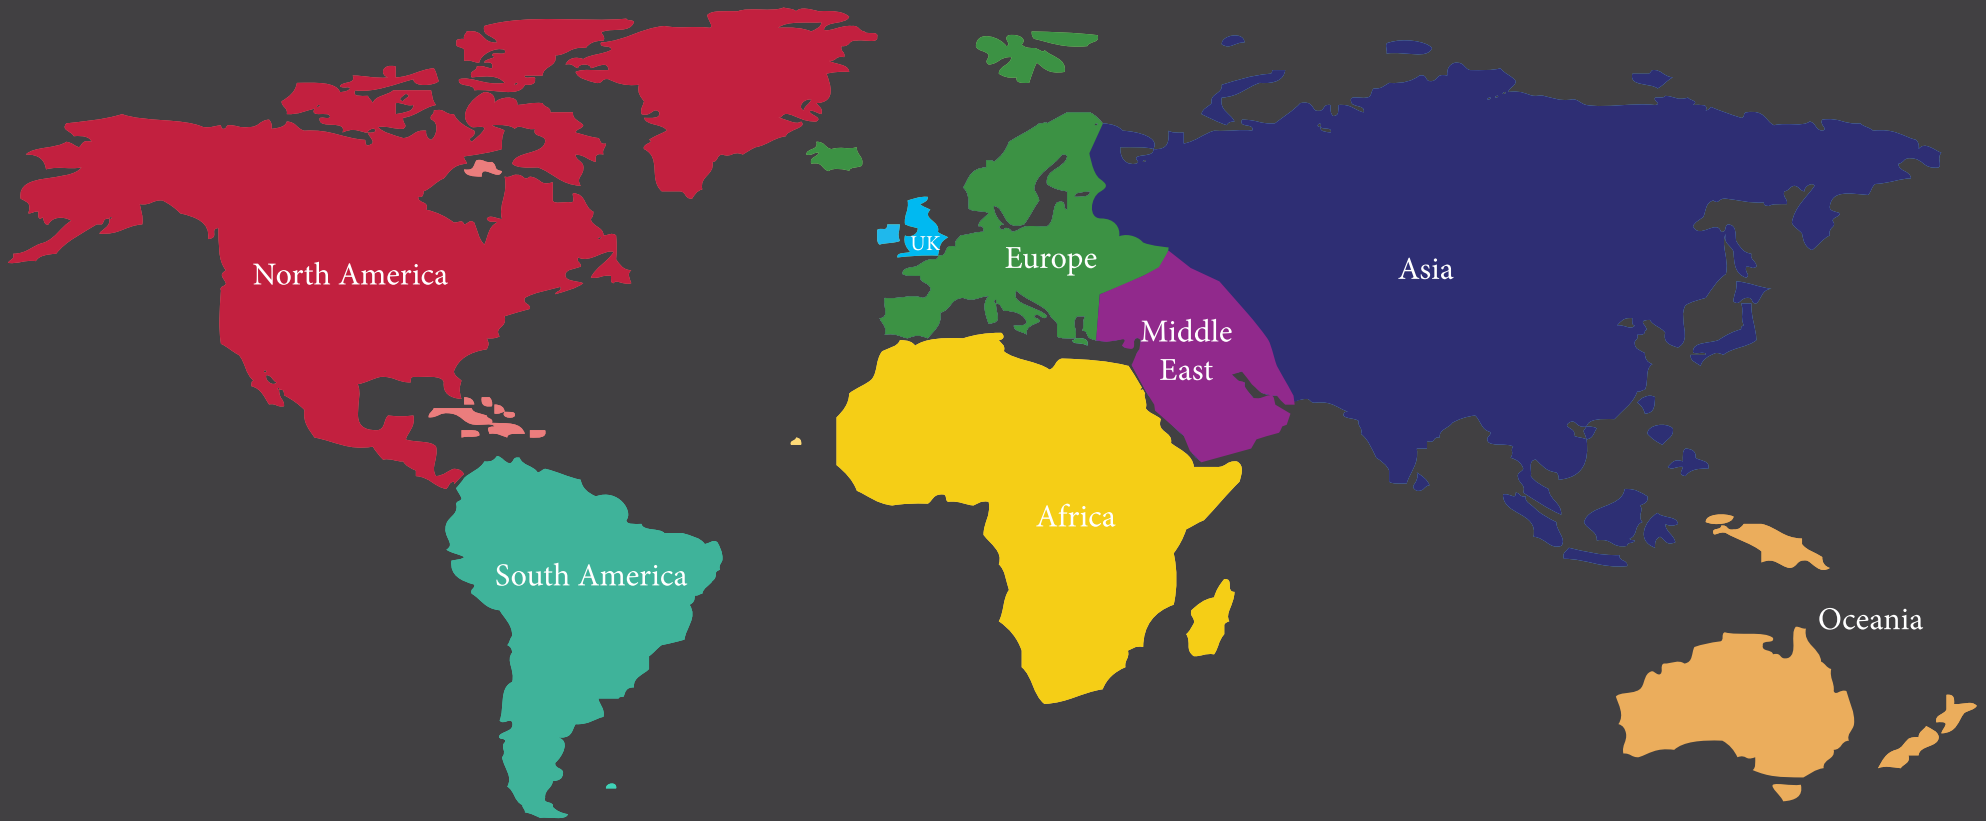 UK
North America
Europe
Asia
Middle
East
Africa
South America
Oceania